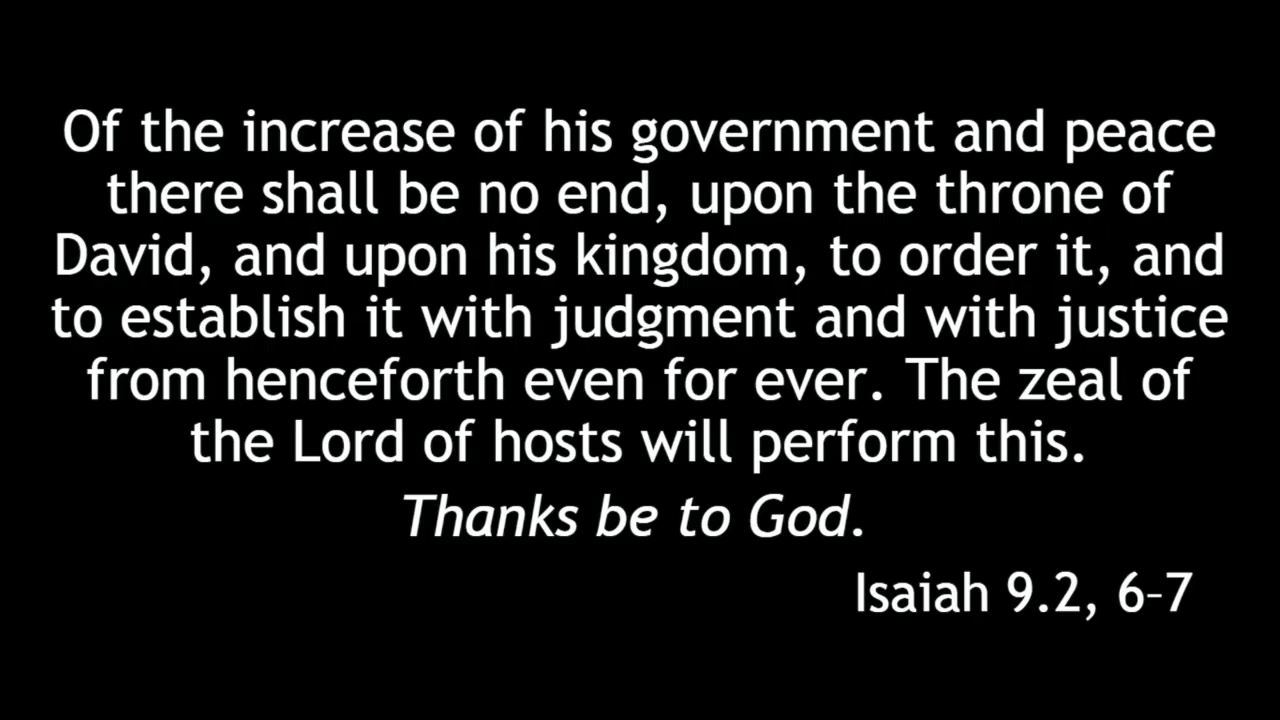 Of the increase of his government and peace
there shall be no end, upon the throne of
David, and upon his kingdom, to order it, and
to establish it with judgment and with justice
from henceforth even for ever. The zeal of
the Lord of hosts will perform this.
Thanks be to God.
Isaiah 9.2, 6–7